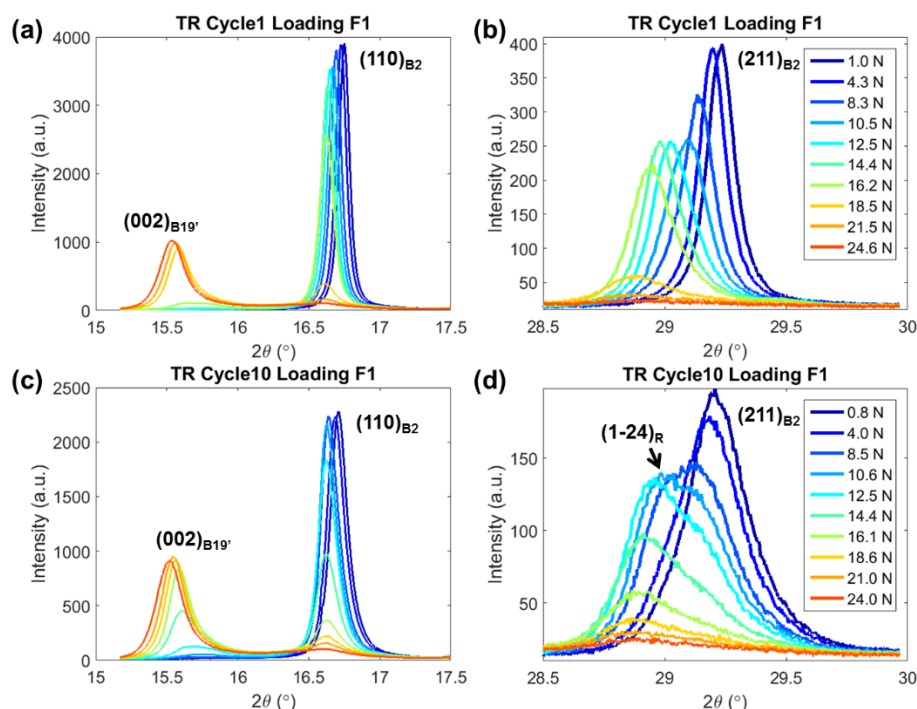 (a)
TR Cycle1 Loading F1
Intensity (a.u.)
4000
3000
2000
1000
0
(110)B2
(002)B19'
15
15.5
16
16.5
17
17.5
2θ (°)
(b)
TR Cycle1 Loading F1
Intensity (a.u.)
400
350
300
250
200
150
100
50
(211)B2
1.0 N
4.3 N
8.3 N
10.5 N
12.5 N
14.4 N
16.2 N
18.5 N
21.5 N
24.6 N
28.5
29
29.5
30
2θ (°)
(c)
TR Cycle10 Loading F1
Intensity (a.u.)
2500
2000
1500
1000
500
0
(110)B2
(002)B19'
15
15.5
16
16.5
17
17.5
2θ (°)
(d)
TR Cycle10 Loading F1
Intensity (a.u.)
150
100
50
(211)B2
(1-24)R
0.8 N
4.0 N
8.5 N
10.6 N
12.5 N
14.4 N
16.1 N
18.6 N
21.0 N
24.0 N
28.5
29
29.5
30
2θ (°)